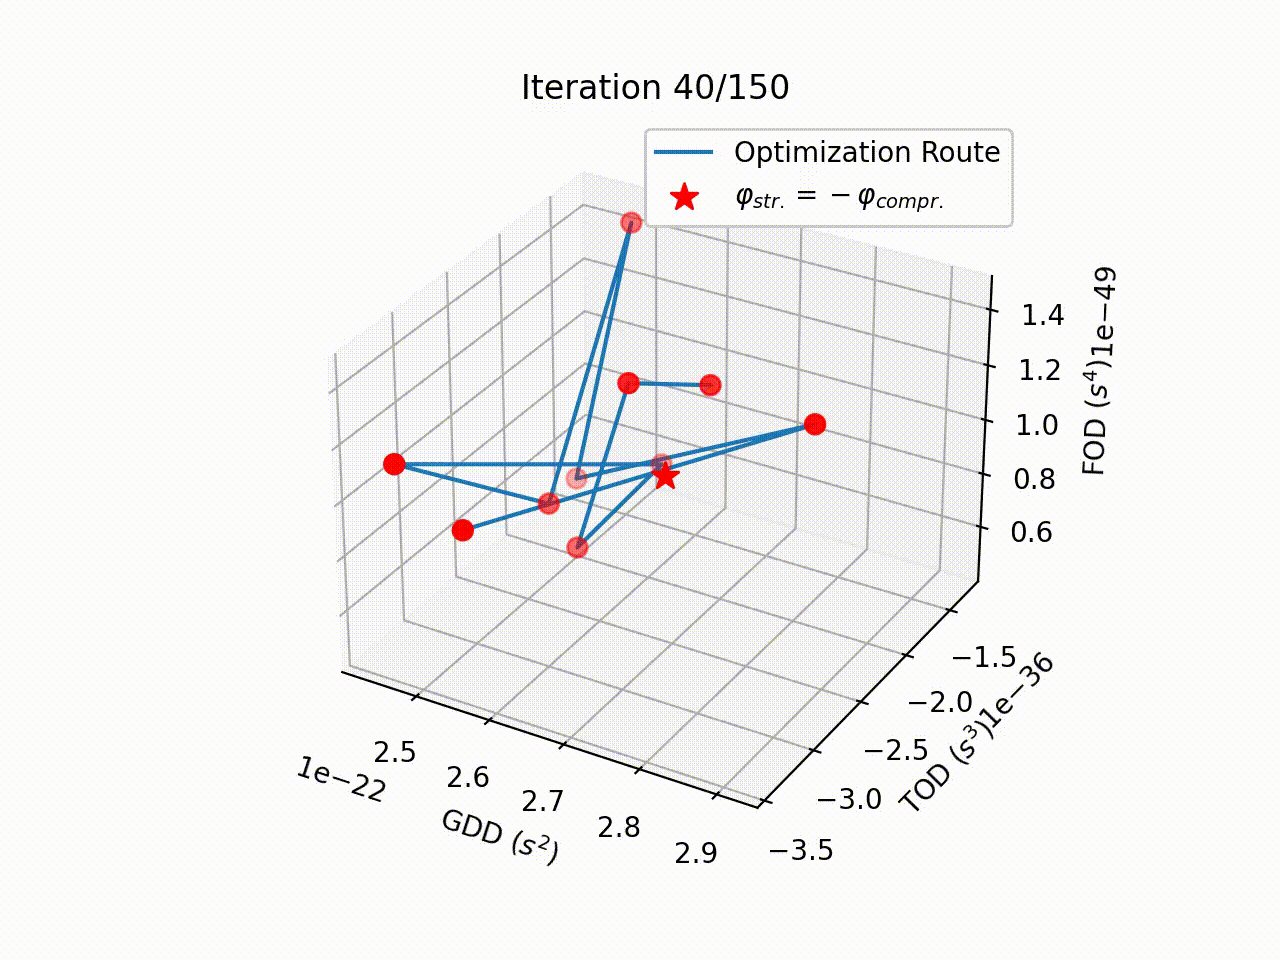 Iteration 40/150
Optimization Route
φstr. = − φcompr.
1.4
1.2
1.0
0.8
0.6
FOD (s⁴)1e−49
−1.5
−2.0
−2.5
−3.0
−3.5
TOD (s³)1e−36
2.5
2.6
2.7
2.8
2.9
1e−22
GDD (s²)